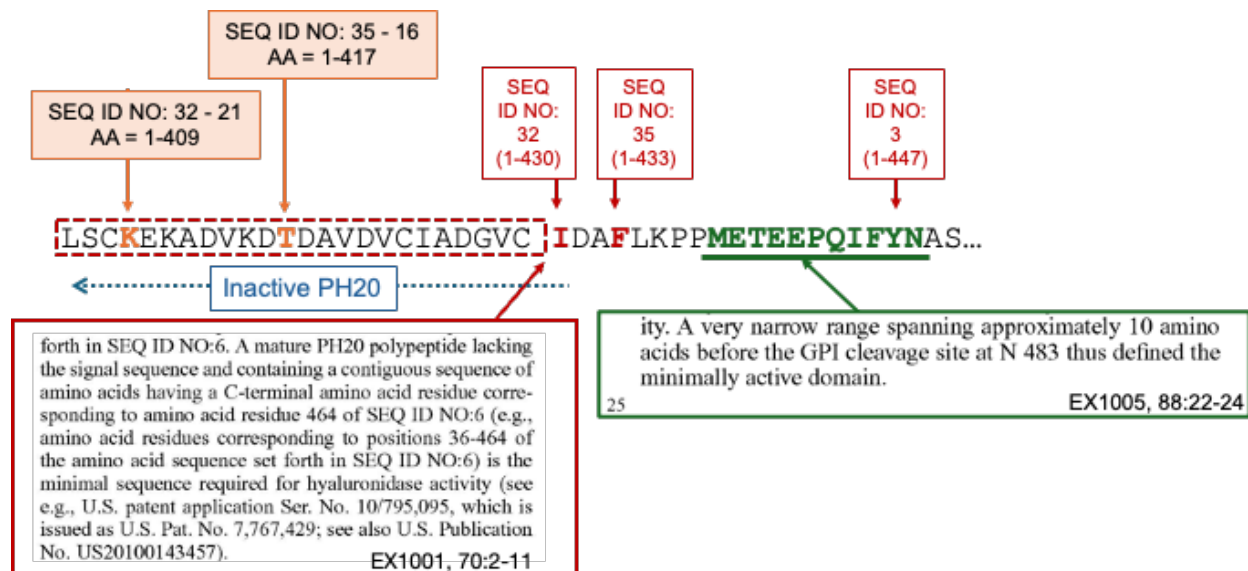 SEQ ID NO: 35 - 16
AA = 1-417
SEQ ID NO: 32 - 21
AA = 1-409
SEQ
ID NO:
32
(1-430)
SEQ
ID NO:
35
(1-433)
SEQ
ID NO:
3
(1-447)
LSCKEKADVKDTDAVDVCIADGVC IDAFLKPPMETEEPQIFYNAS...
Inactive PH20
forth in SEQ ID NO:6. A mature PH20 polypeptide lacking
the signal sequence and containing a contiguous sequence of
amino acids having a C-terminal amino acid residue corre-
sponding to amino acid residue 464 of SEQ ID NO:6 (e.g.,
amino acid residues corresponding to positions 36-464 of
the amino acid sequence set forth in SEQ ID NO:6) is the
minimal sequence required for hyaluronidase activity (see
e.g., U.S. patent application Ser. No. 10/795,095, which is
issued as U.S. Pat. No. 7,767,429; see also U.S. Publication
No. US20100143457).
EX1001, 70:2-11
ity. A very narrow range spanning approximately 10 amino
acids before the GPI cleavage site at N 483 thus defined the
minimally active domain.
25
EX1005, 88:22-24